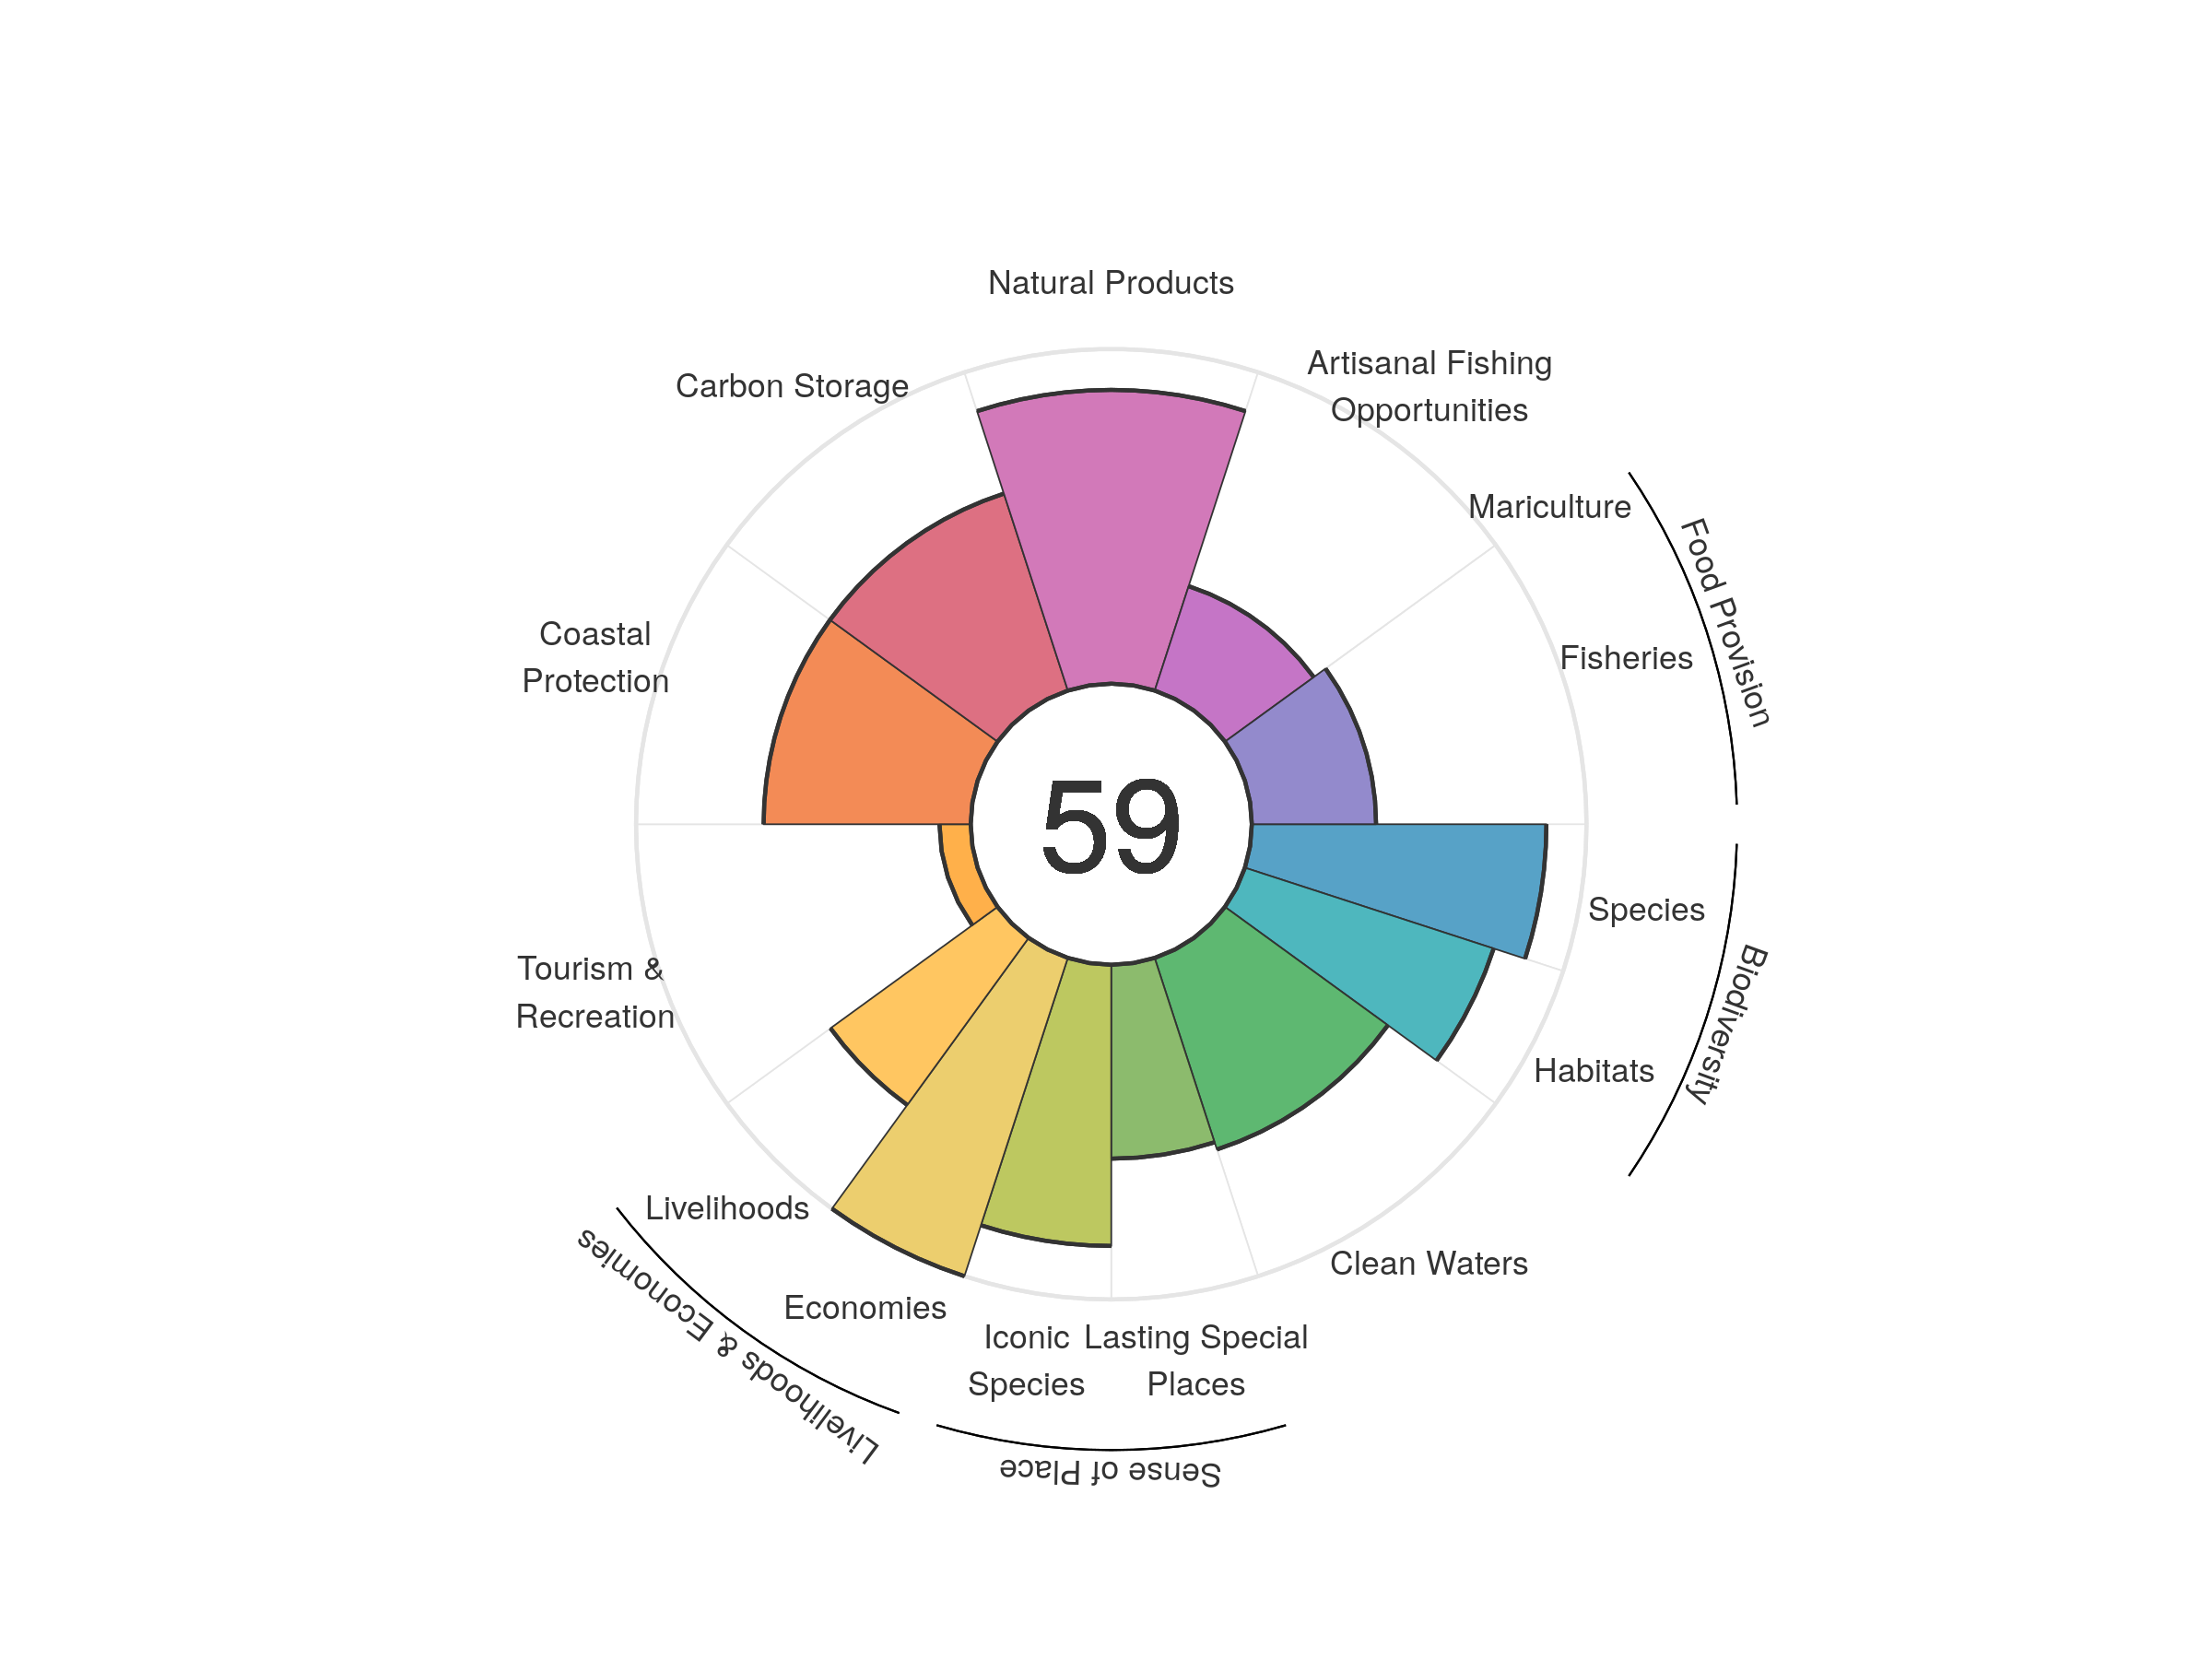 Natural Products
Artisanal Fishing
Opportunities
Carbon Storage
Mariculture
Food Provision
Fisheries
Coastal
Protection
59
Species
Biodiversity
Habitats
Tourism &
Recreation
Livelihoods
Economies
Livelihoods & Economies
Clean Waters
Iconic
Species
Lasting Special
Places
Sense of Place